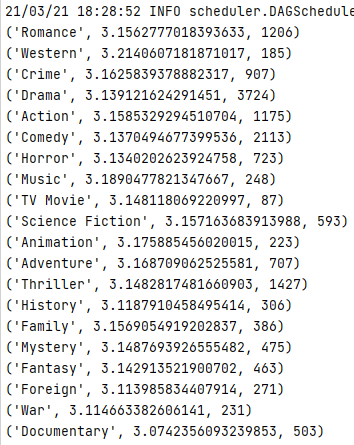 21/03/21 18:28:52 INFO scheduler.DAGSchedule
('Romance', 3.1562777018393633, 1206)
('Western', 3.2140607181871017, 185)
('Crime', 3.1625839378882317, 907)
('Drama', 3.139121624291451, 3724)
('Action', 3.1585329294510704, 1175)
('Comedy', 3.1370494677399536, 2113)
('Horror', 3.1340202623924758, 723)
('Music', 3.1890477821347667, 248)
('TV Movie', 3.148118069220997, 87)
('Science Fiction', 3.157163683913988, 593)
('Animation', 3.175885456020015, 223)
('Adventure', 3.168709062525581, 707)
('Thriller', 3.1482817481660903, 1427)
('History', 3.1187910458495414, 306)
('Family', 3.1569054919202837, 386)
('Mystery', 3.1487693926555482, 475)
('Fantasy', 3.142913521900702, 463)
('Foreign', 3.113985834407914, 271)
('War', 3.114663382606141, 231)
('Documentary', 3.0742356093239853, 503)